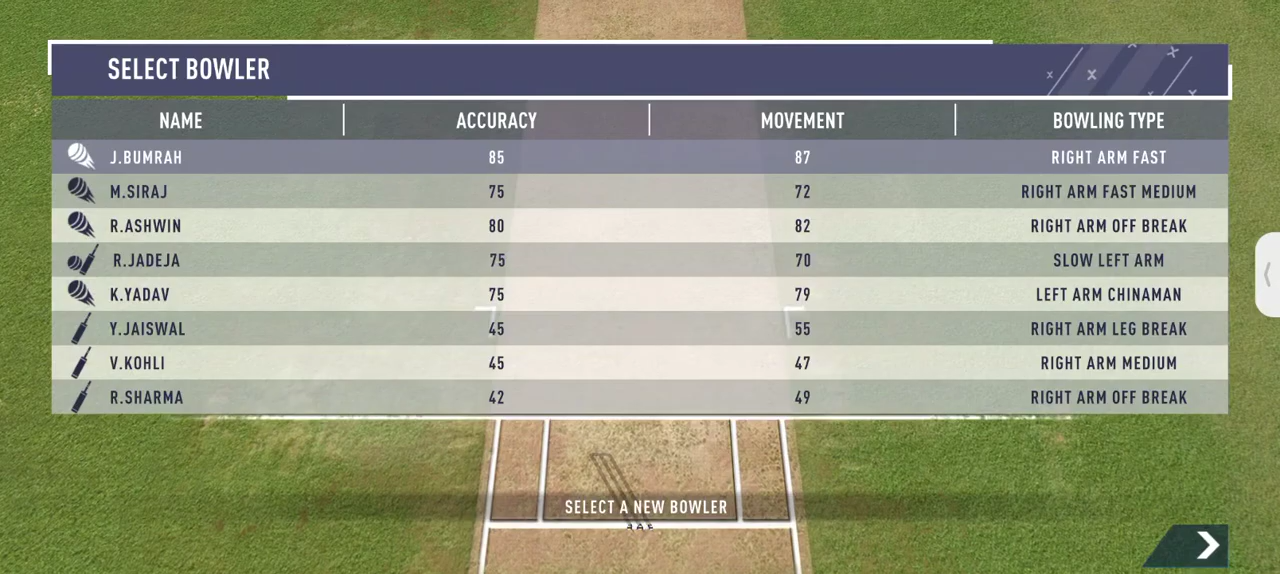 SELECT BOWLER
NAME ACCURACY MOVEMENT BOWLING TYPE
J.BUMRAH 85 87 RIGHT ARM FAST
M.SIRAJ 75 72 RIGHT ARM FAST MEDIUM
R.ASHWIN 80 82 RIGHT ARM OFF BREAK
R.JADEJA 75 70 SLOW LEFT ARM
K.YADAV 75 79 LEFT ARM CHINAMAN
Y.JAISWAL 45 55 RIGHT ARM LEG BREAK
V.KOHLI 45 47 RIGHT ARM MEDIUM
R.SHARMA 42 49 RIGHT ARM OFF BREAK
SELECT A NEW BOWLER